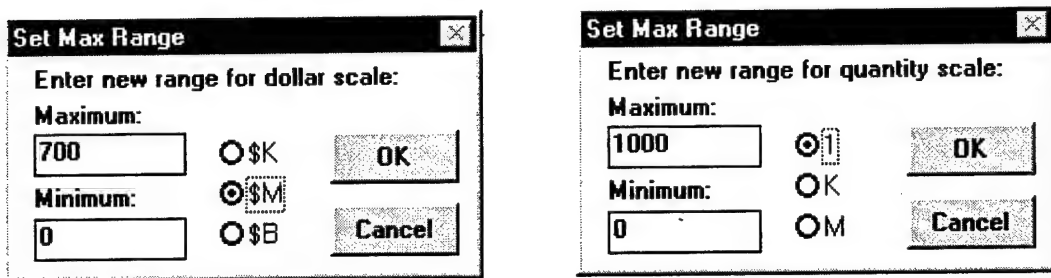 Set Max Range
Enter new range for dollar scale:
Maximum:
700
$K
OK
$M
Minimum:
0
$B
Cancel
Set Max Range
Enter new range for quantity scale:
Maximum:
1000
1
OK
K
Minimum:
0
M
Cancel